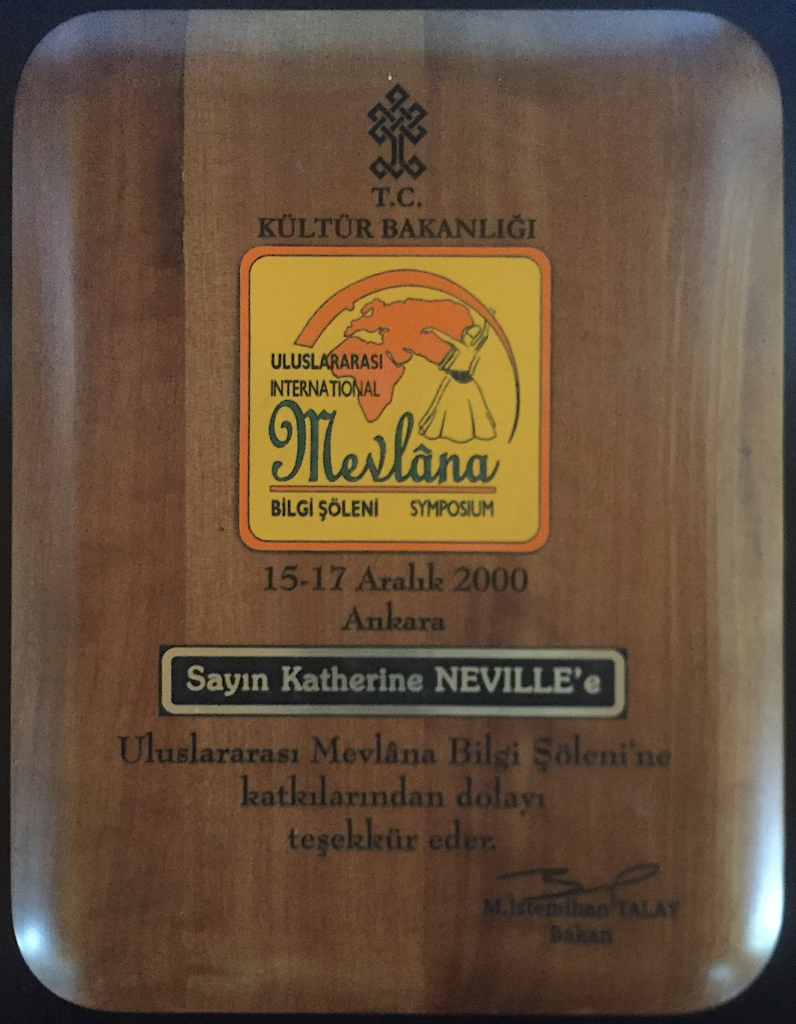 T.C.
KÜLTÜR BAKANLIĞI
ULUSLARARASI
INTERNATIONAL
Mevlâna
BİLGİ ŞÖLENİ SYMPOSIUM
15-17 Aralık 2000
Ankara
Sayın Katherine NEVILLE'e
Uluslararası Mevlâna Bilgi Şöleni'ne
katkılarından dolayı
teşekkür eder.
M.İstemihan TALAY
Bakan